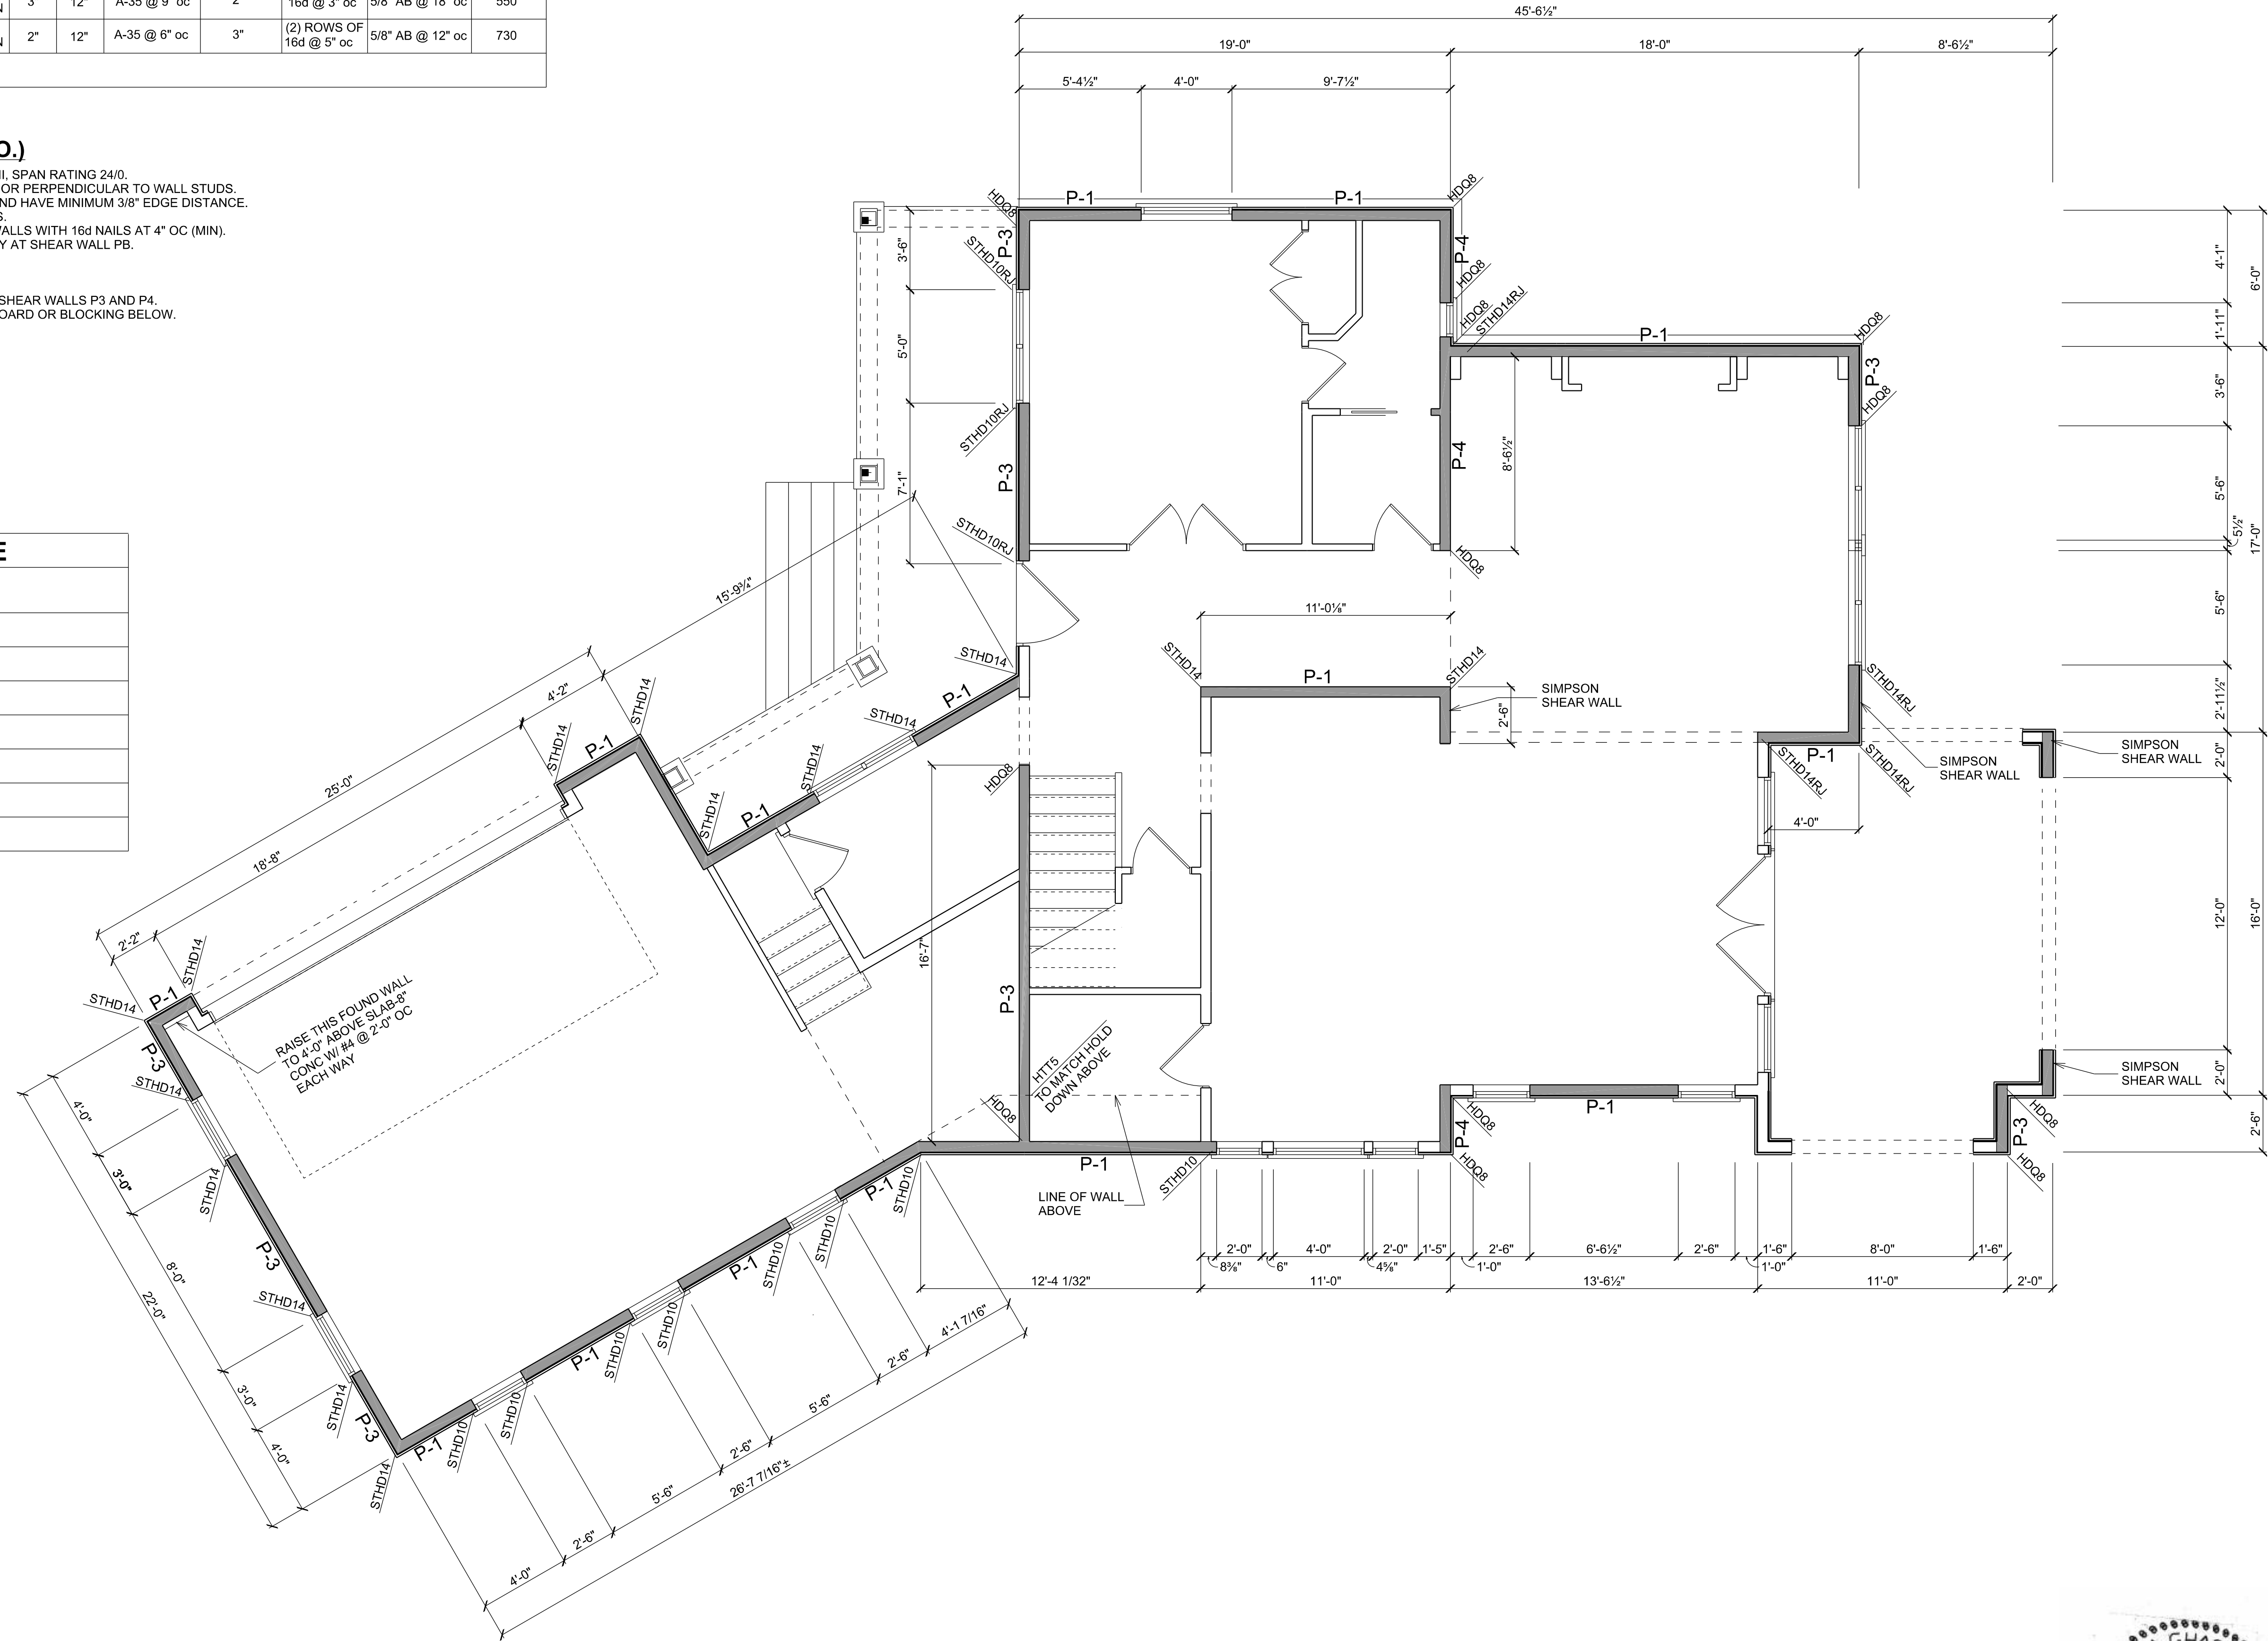 N 3" 12" A-35 @ 9" oc 2" 16d @ 3" oc 5/8" AB @ 18" oc 550
N 2" 12" A-35 @ 6" oc 3" (2) ROWS OF 16d @ 5" oc 5/8" AB @ 12" oc 730
O.)
II, SPAN RATING 24/0.
OR PERPENDICULAR TO WALL STUDS.
ND HAVE MINIMUM 3/8" EDGE DISTANCE.
S.
WALLS WITH 16d NAILS AT 4" OC (MIN).
Y AT SHEAR WALL PB.
SHEAR WALLS P3 AND P4.
OARD OR BLOCKING BELOW.
E
45'-6½"
19'-0"
18'-0"
8'-6½"
5'-4½"
4'-0"
9'-7½"
HDQ8
P-1
P-1
HDQ8
P-3
P-4
3'-6"
STHD10RJ
HDQ8
HDQ8
STHD14RJ
P-1
HDQ8
P-3
HDQ8
5'-0"
STHD10RJ
P-3
P-4
8'-6½"
7'-1"
STHD10RJ
HDQ8
4'-1"
6'-0"
1'-11"
3'-6"
5'-6"
5½"
17'-0"
5'-6"
2'-11½"
2'-0"
12'-0"
16'-0"
2'-0"
2'-6"
15'-9¾"
11'-0⅛"
STHD14
P-1
STHD14
SIMPSON
SHEAR WALL
2'-6"
STHD14
P-1
STHD14
STHD14
P-1
4'-2"
STHD14
STHD14
P-1
STHD14
25'-0"
18'-8"
2'-2"
STHD14RJ
P-1
STHD14RJ
STHD14RJ
SIMPSON
SHEAR WALL
SIMPSON
SHEAR WALL
4'-0"
HDQ8
16'-7"
P-3
STHD14
P-1
STHD14
RAISE THIS FOUND WALL
TO 4'-0" ABOVE SLAB-8"
CONC W/ #4 @ 2'-0" OC
EACH WAY
P-3
STHD14
STHD14
P-3
STHD14
STHD14
P-3
STHD14
4'-0"
3'-0"
8'-0"
22'-0"
3'-0"
4'-0"
HTT5
TO MATCH HOLD
DOWN ABOVE
HDQ8
P-1
STHD10
LINE OF WALL
ABOVE
P-4
HDQ8
HDQ8
P-1
SIMPSON
SHEAR WALL
HDQ8
P-3
HDQ8
P-1
STHD10
STHD10
STHD10
P-1
STHD10
STHD10
P-1
STHD10
STHD10
P-1
2'-0"
4'-0"
2'-0"
1'-5"
2'-6"
6'-6½"
2'-6"
1'-6"
8'-0"
1'-6"
8⅜"
6"
4⅝"
1'-0"
1'-0"
12'-4 1/32"
11'-0"
13'-6½"
11'-0"
2'-0"
4'-1 7/16"
2'-6"
5'-6"
2'-6"
26'-7 7/16"±
5'-6"
2'-6"
4'-0"